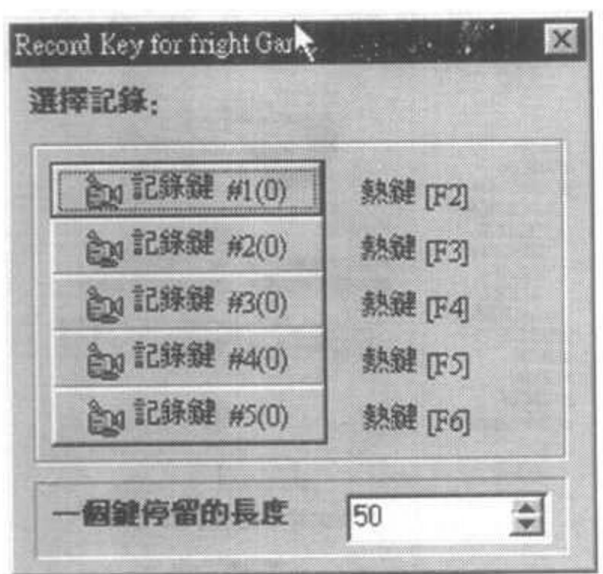 Record Key for fright Gam
選擇記錄:
記錄鍵 #1(0) 熱鍵 [F2]
記錄鍵 #2(0) 熱鍵 [F3]
記錄鍵 #3(0) 熱鍵 [F4]
記錄鍵 #4(0) 熱鍵 [F5]
記錄鍵 #5(0) 熱鍵 [F6]
一個鍵停留的長度 50